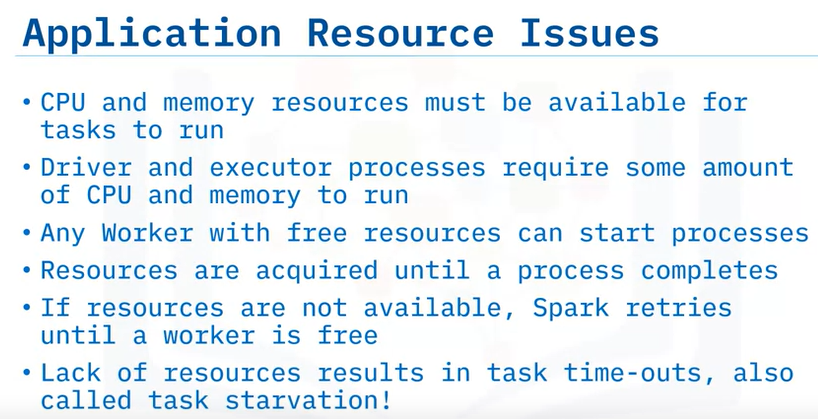 Application Resource Issues
• CPU and memory resources must be available for
tasks to run
• Driver and executor processes require some amount
of CPU and memory to run
• Any Worker with free resources can start processes
• Resources are acquired until a process completes
• If resources are not available, Spark retries
until a worker is free
• Lack of resources results in task time-outs, also
called task starvation!